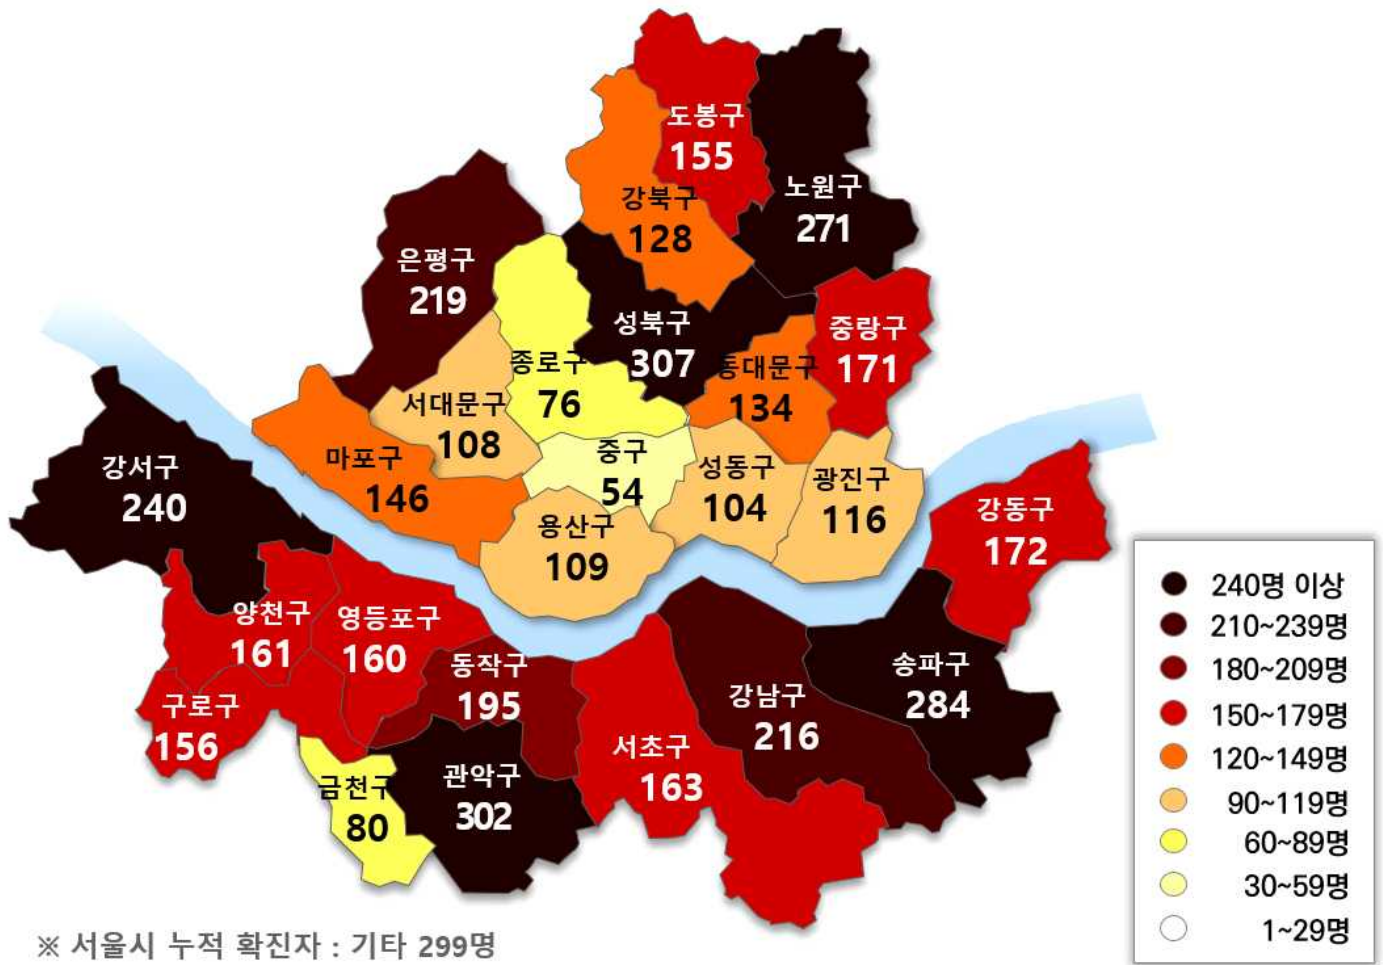 도봉구
155
노원구
271
강북구
128
은평구
219
성북구
307
중랑구
171
종로구
76
동대문구
134
서대문구
108
마포구
146
중구
54
성동구
104
광진구
116
강서구
240
용산구
109
강동구
172
양천구
161
영등포구
160
동작구
195
송파구
284
강남구
216
구로구
156
서초구
163
금천구
80
관악구
302
240명 이상
210~239명
180~209명
150~179명
120~149명
90~119명
60~89명
30~59명
1~29명
※ 서울시 누적 확진자 : 기타 299명